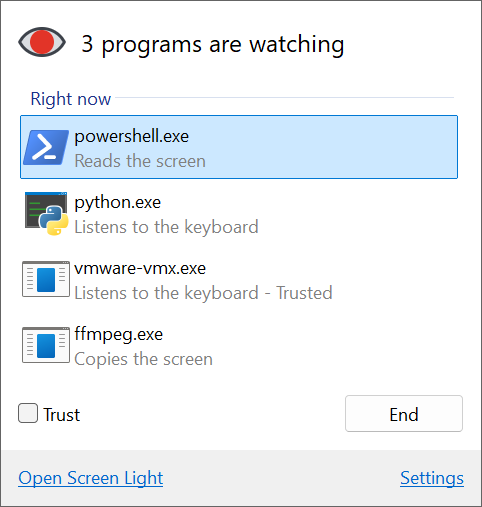 3 programs are watching
Right now
powershell.exe
Reads the screen
python.exe
Listens to the keyboard
vmware-vmx.exe
Listens to the keyboard - Trusted
ffmpeg.exe
Copies the screen
Trust
End
Open Screen Light
Settings